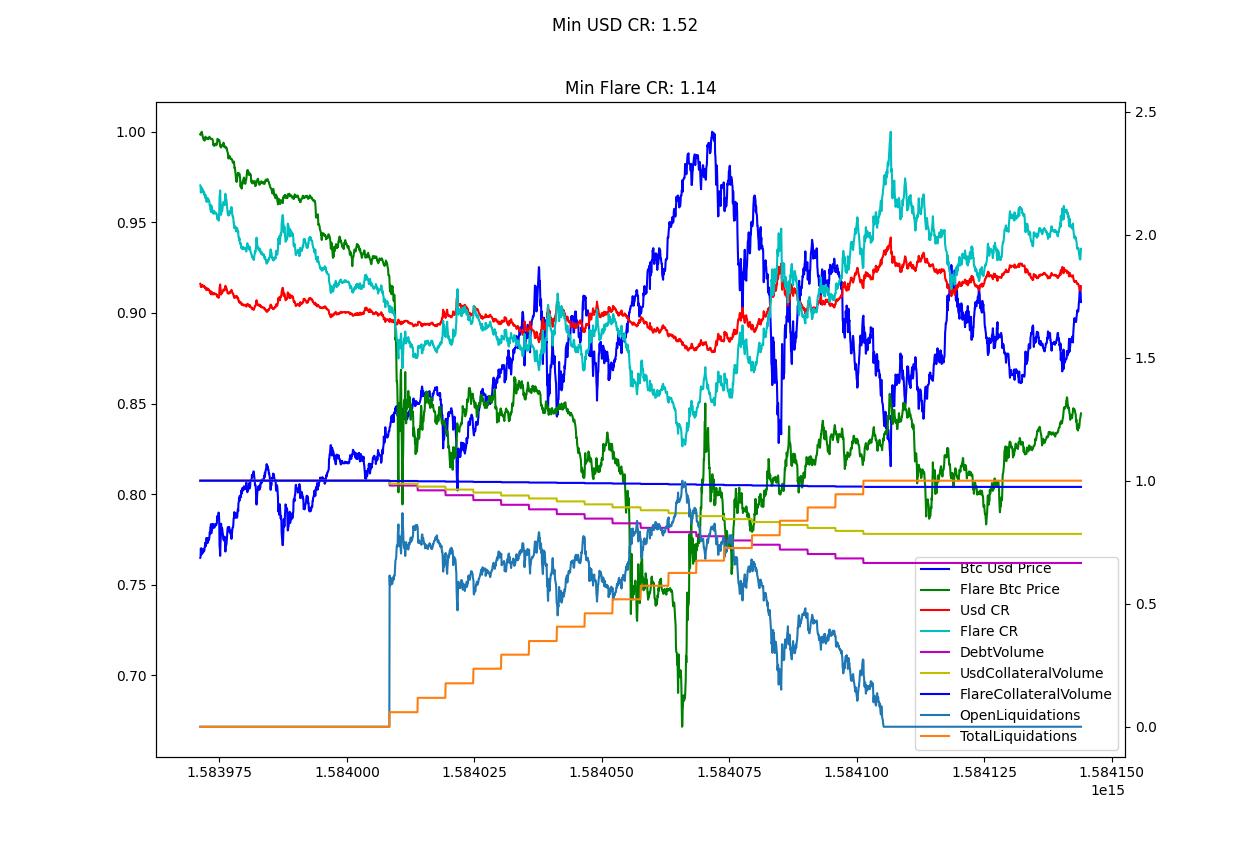 Min USD CR: 1.52
Min Flare CR: 1.14
1.00
0.95
0.90
0.85
0.80
0.75
0.70
2.5
2.0
1.5
1.0
0.5
0.0
Btc Usd Price
Flare Btc Price
Usd CR
Flare CR
DebtVolume
UsdCollateralVolume
FlareCollateralVolume
OpenLiquidations
TotalLiquidations
1.583975 1.584000 1.584025 1.584050 1.584075 1.584100 1.584125 1.584150
1e15